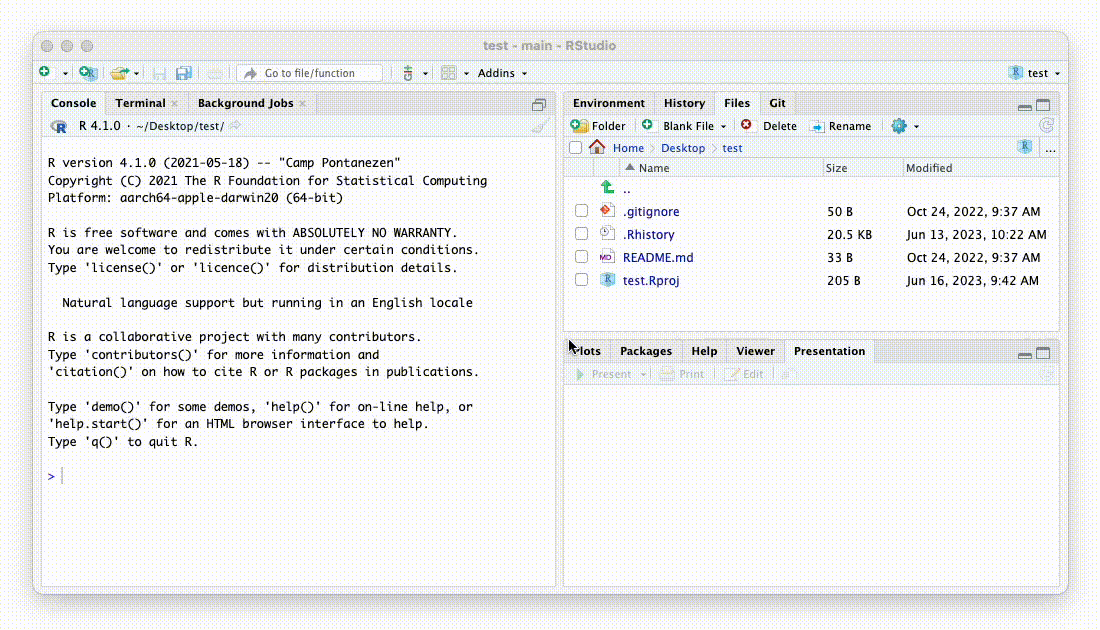 test - main - RStudio
Go to file/function
Addins
test
Console
Terminal
Background Jobs
R 4.1.0 · ~/Desktop/test/
R version 4.1.0 (2021-05-18) -- "Camp Pontanezen"
Copyright (C) 2021 The R Foundation for Statistical Computing
Platform: aarch64-apple-darwin20 (64-bit)
R is free software and comes with ABSOLUTELY NO WARRANTY.
You are welcome to redistribute it under certain conditions.
Type 'license()' or 'licence()' for distribution details.
Natural language support but running in an English locale
R is a collaborative project with many contributors.
Type 'contributors()' for more information and
'citation()' on how to cite R or R packages in publications.
Type 'demo()' for some demos, 'help()' for on-line help, or
'help.start()' for an HTML browser interface to help.
Type 'q()' to quit R.
>
Environment History Files Git
Folder Blank File Delete Rename
Home Desktop test ...
Name Size Modified
..
.gitignore 50 B Oct 24, 2022, 9:37 AM
.Rhistory 20.5 KB Jun 13, 2023, 10:22 AM
README.md 33 B Oct 24, 2022, 9:37 AM
test.Rproj 205 B Jun 16, 2023, 9:42 AM
Plots Packages Help Viewer Presentation
Present Print Edit